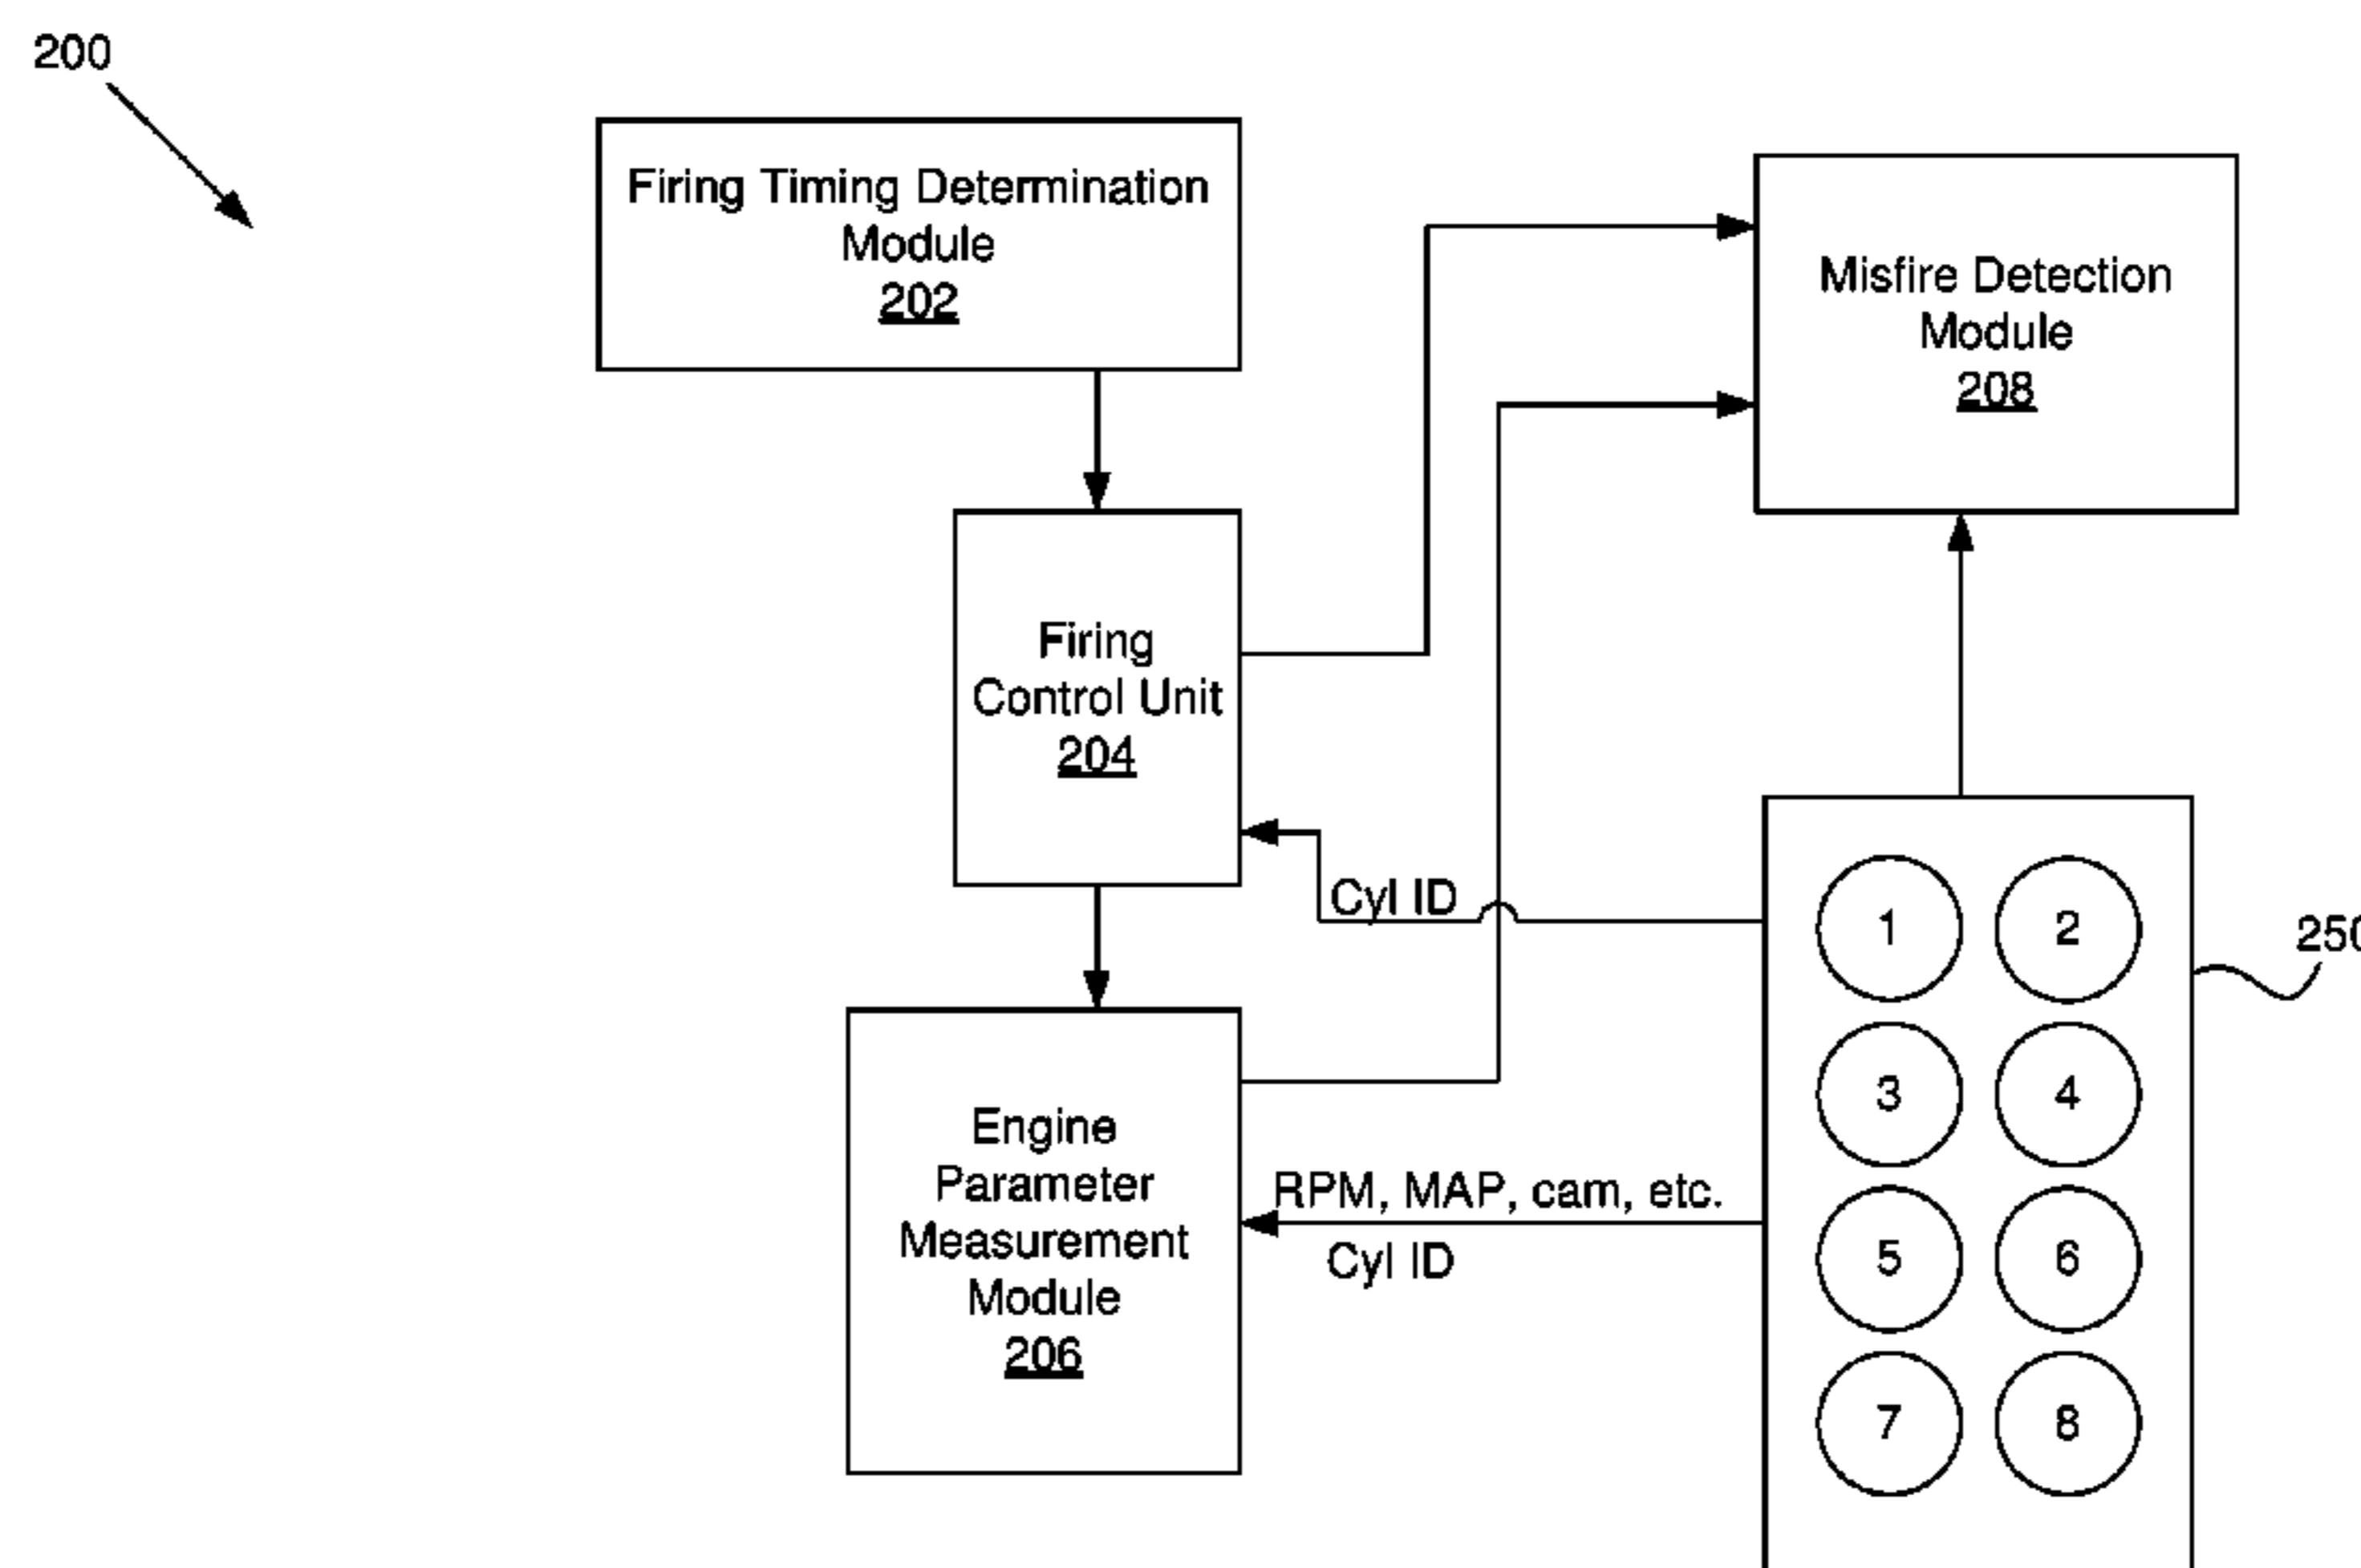 200
Firing Timing Determination
Module
202
Misfire Detection
Module
208
Firing
Control Unit
204
Cyl ID
1
2
250
3
4
Engine
Parameter
Measurement
Module
206
RPM, MAP, cam, etc.
Cyl ID
5
6
7
8